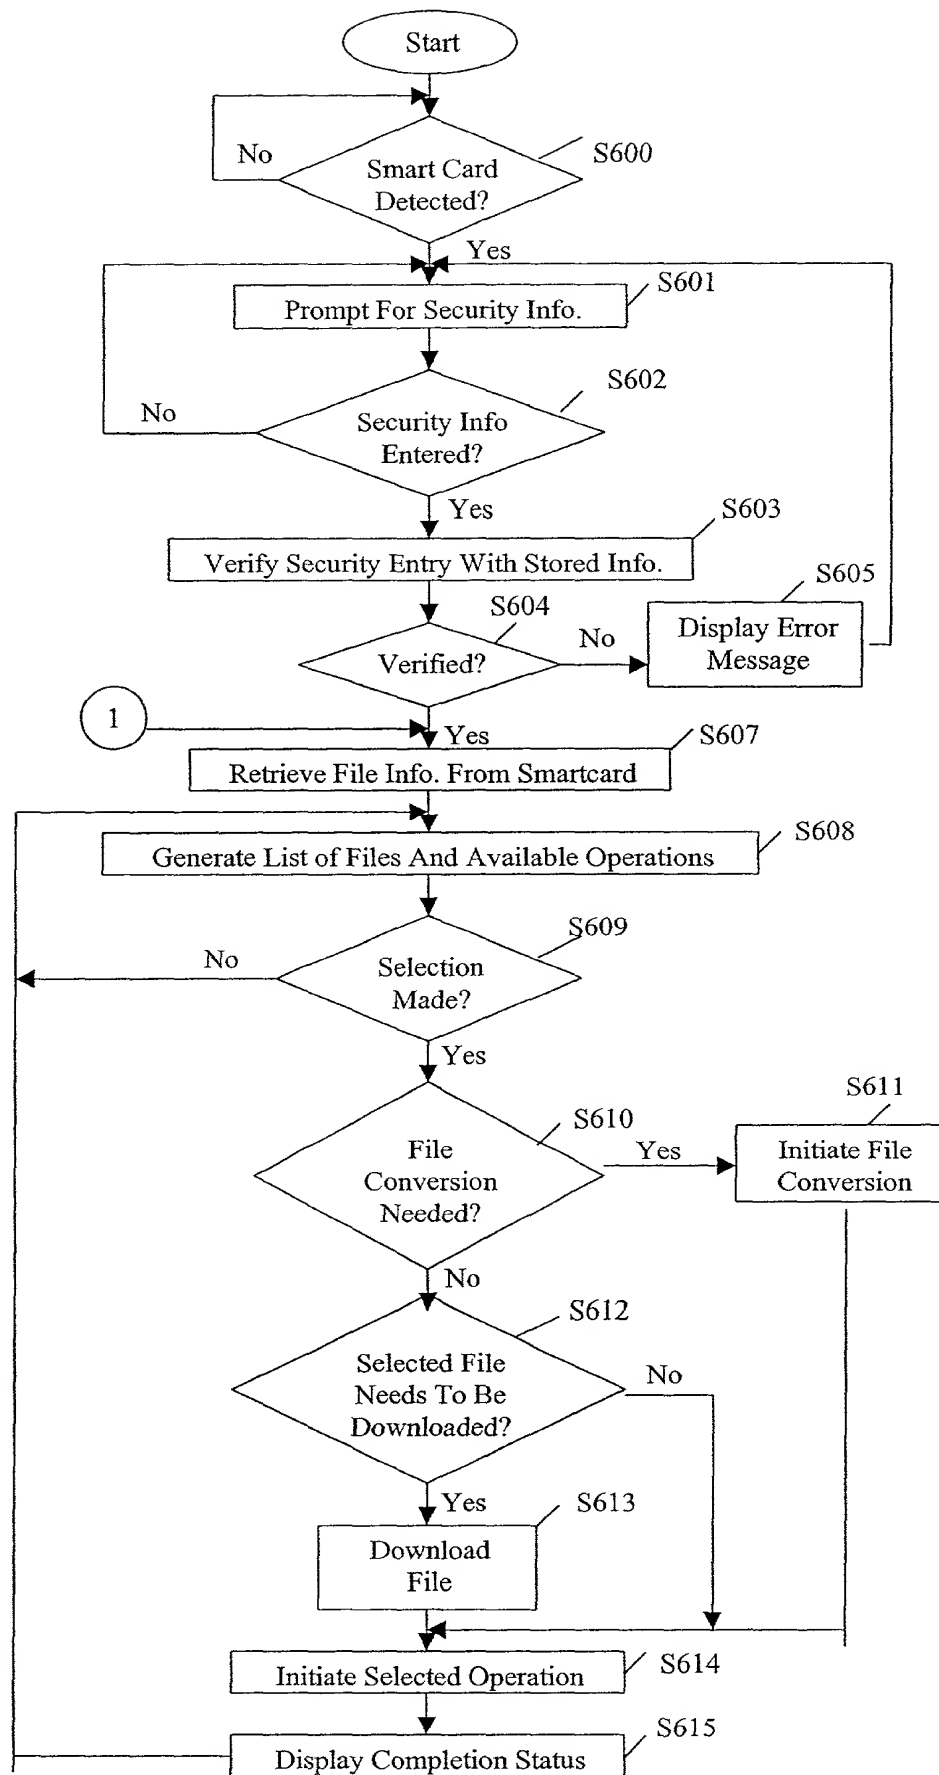 Start
No
S600
Smart Card
Detected?
Yes
S601
Prompt For Security Info.
S602
No
Security Info
Entered?
Yes
S603
Verify Security Entry With Stored Info.
S605
S604
Display Error
Message
No
Verified?
1
Yes
S607
Retrieve File Info. From Smartcard
S608
Generate List of Files And Available Operations
S609
No
Selection
Made?
Yes
S611
S610
File
Conversion
Needed?
Yes
Initiate File
Conversion
No
S612
Selected File
Needs To Be
Downloaded?
No
Yes
S613
Download
File
S614
Initiate Selected Operation
S615
Display Completion Status